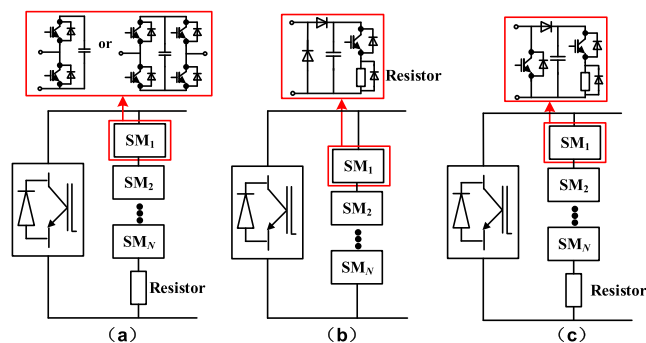 or
SM1
SM2
SMN
Resistor
(a)
Resistor
SM1
SM2
SMN
(b)
SM1
SM2
SMN
Resistor
(c)